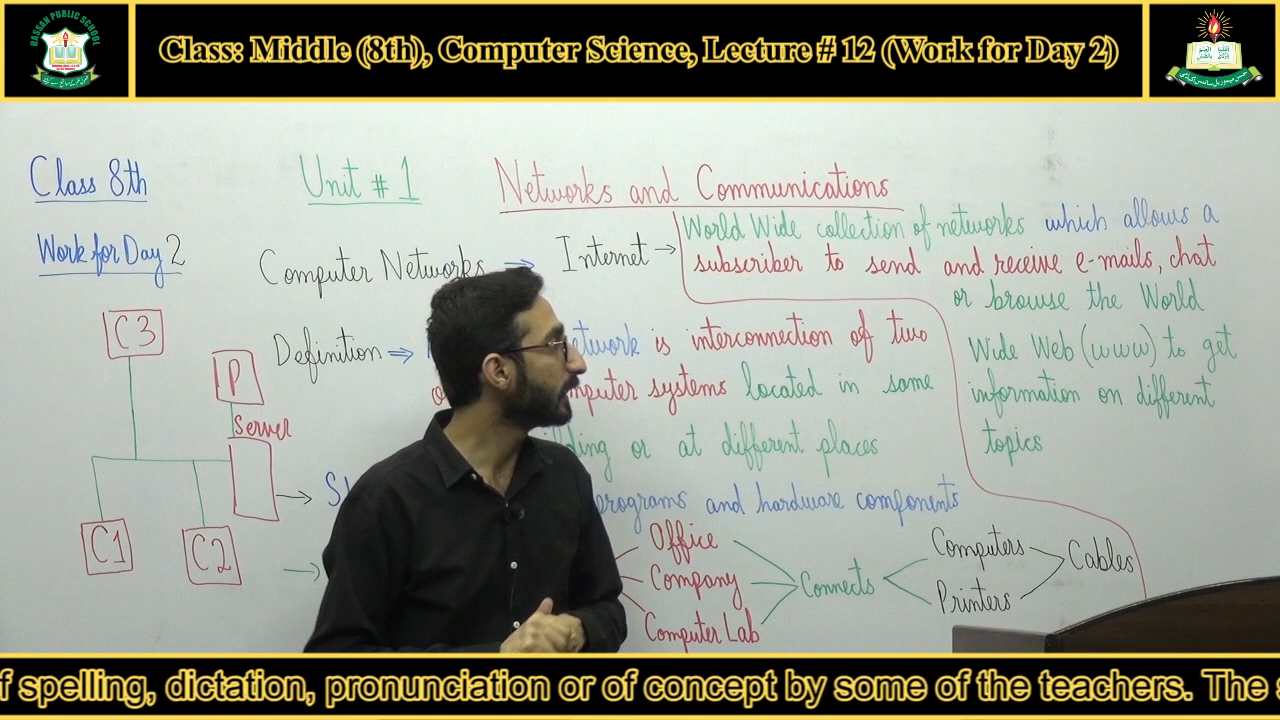 HASSAN PUBLIC SCHOOL
Class: Middle (8th), Computer Science, Lecture # 12 (Work for Day 2)
Class 8th
Unit # 1
Networks and Communications
Work for Day 2
Computer Networks ⇒ Internet →
World Wide collection of networks which allows a
subscriber to send and receive e-mails, chat
or browse the World
Wide Web (www) to get
information on different
topics
Definition ⇒ is interconnection of two
computer systems located in same
or at different places
programs and hardware components
C3
P
Server
C1
C2
Office
Company
Computer Lab
Connects
Computers
Printers
Cables
f spelling, dictation, pronunciation or of concept by some of the teachers. The s